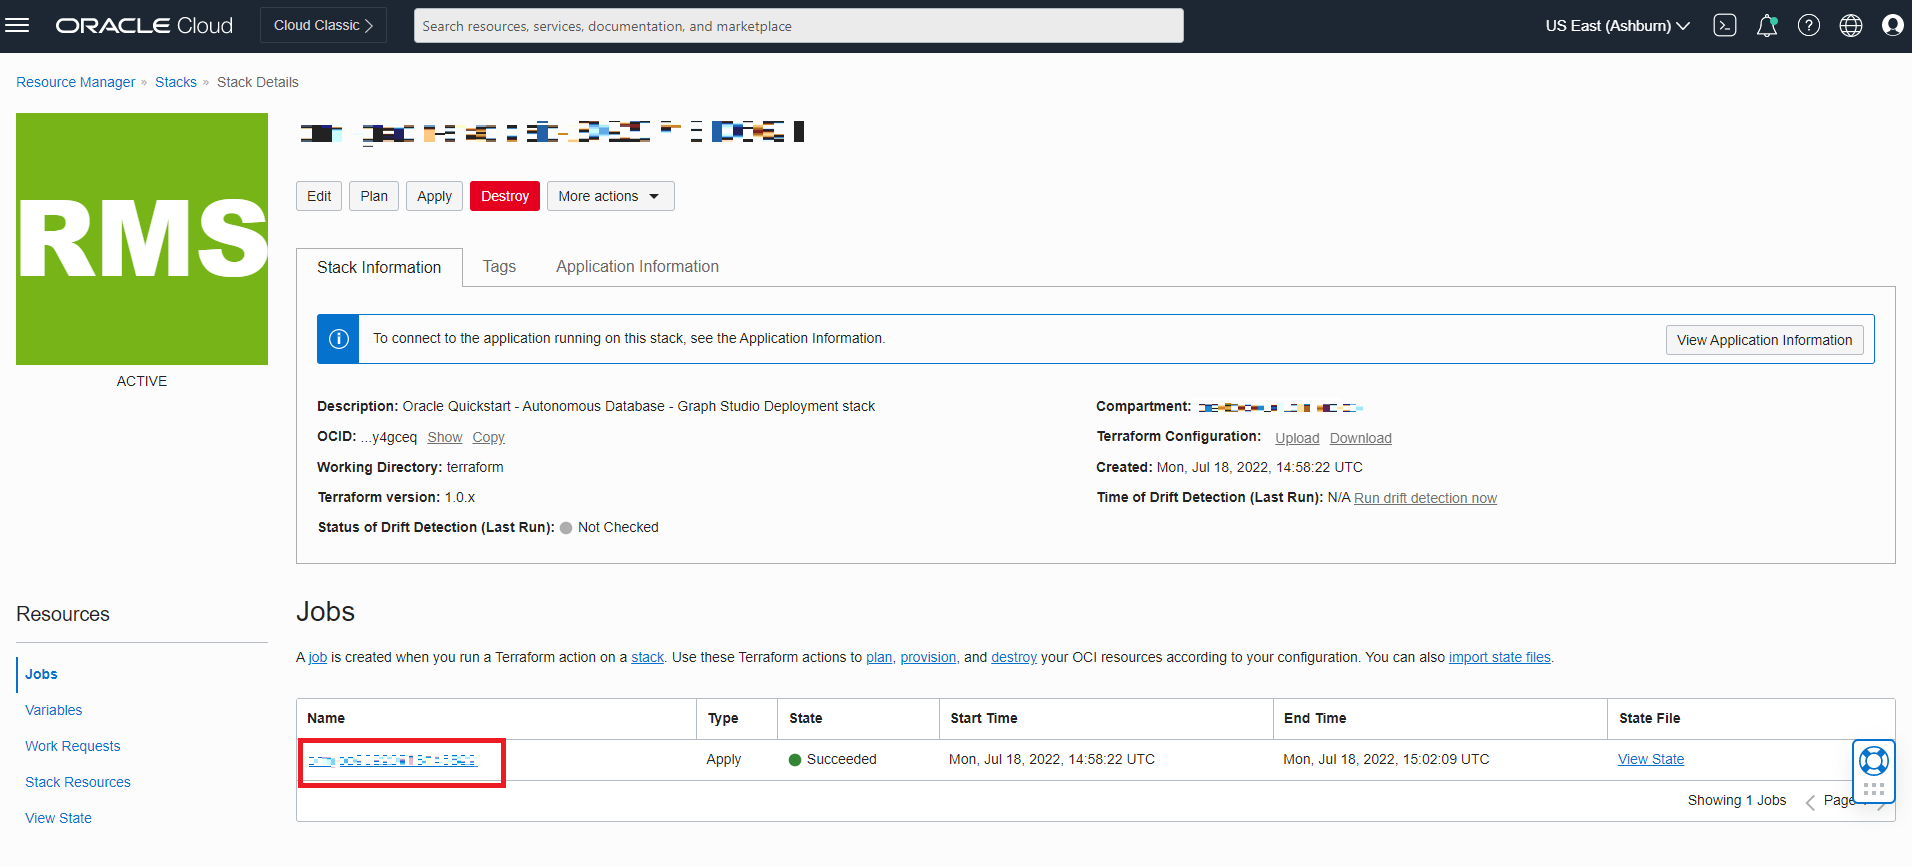 ORACLE Cloud
Cloud Classic
Search resources, services, documentation, and marketplace
US East (Ashburn)
Resource Manager » Stacks » Stack Details
RMS
ACTIVE
Edit
Plan
Apply
Destroy
More actions
Stack Information
Tags
Application Information
To connect to the application running on this stack, see the Application Information.
View Application Information
Description: Oracle Quickstart - Autonomous Database - Graph Studio Deployment stack
OCID: ...y4gceq Show Copy
Working Directory: terraform
Terraform version: 1.0.x
Status of Drift Detection (Last Run): Not Checked
Compartment:
Terraform Configuration: Upload Download
Created: Mon, Jul 18, 2022, 14:58:22 UTC
Time of Drift Detection (Last Run): N/A Run drift detection now
Resources
Jobs
Variables
Work Requests
Stack Resources
View State
Jobs
A job is created when you run a Terraform action on a stack. Use these Terraform actions to plan, provision, and destroy your OCI resources according to your configuration. You can also import state files.
Name Type State Start Time End Time State File
Apply Succeeded Mon, Jul 18, 2022, 14:58:22 UTC Mon, Jul 18, 2022, 15:02:09 UTC View State
Showing 1 Jobs
Page